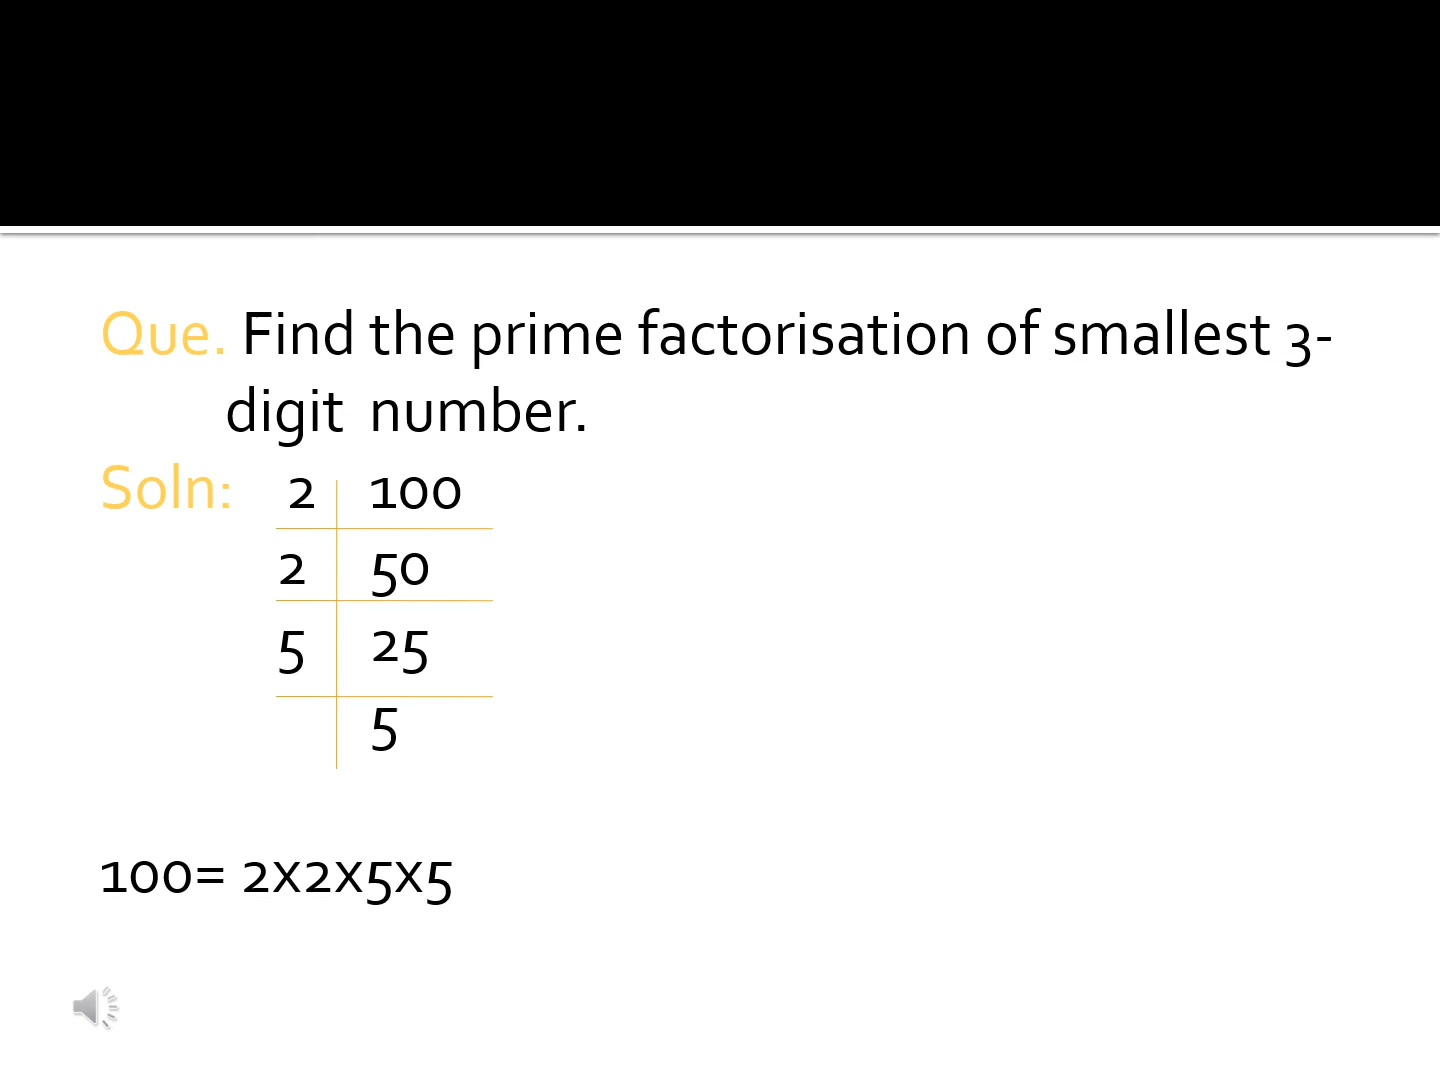 Que. Find the prime factorisation of smallest 3-
digit number.
Soln: 2 100
2 50
5 25
5
100= 2x2x5x5